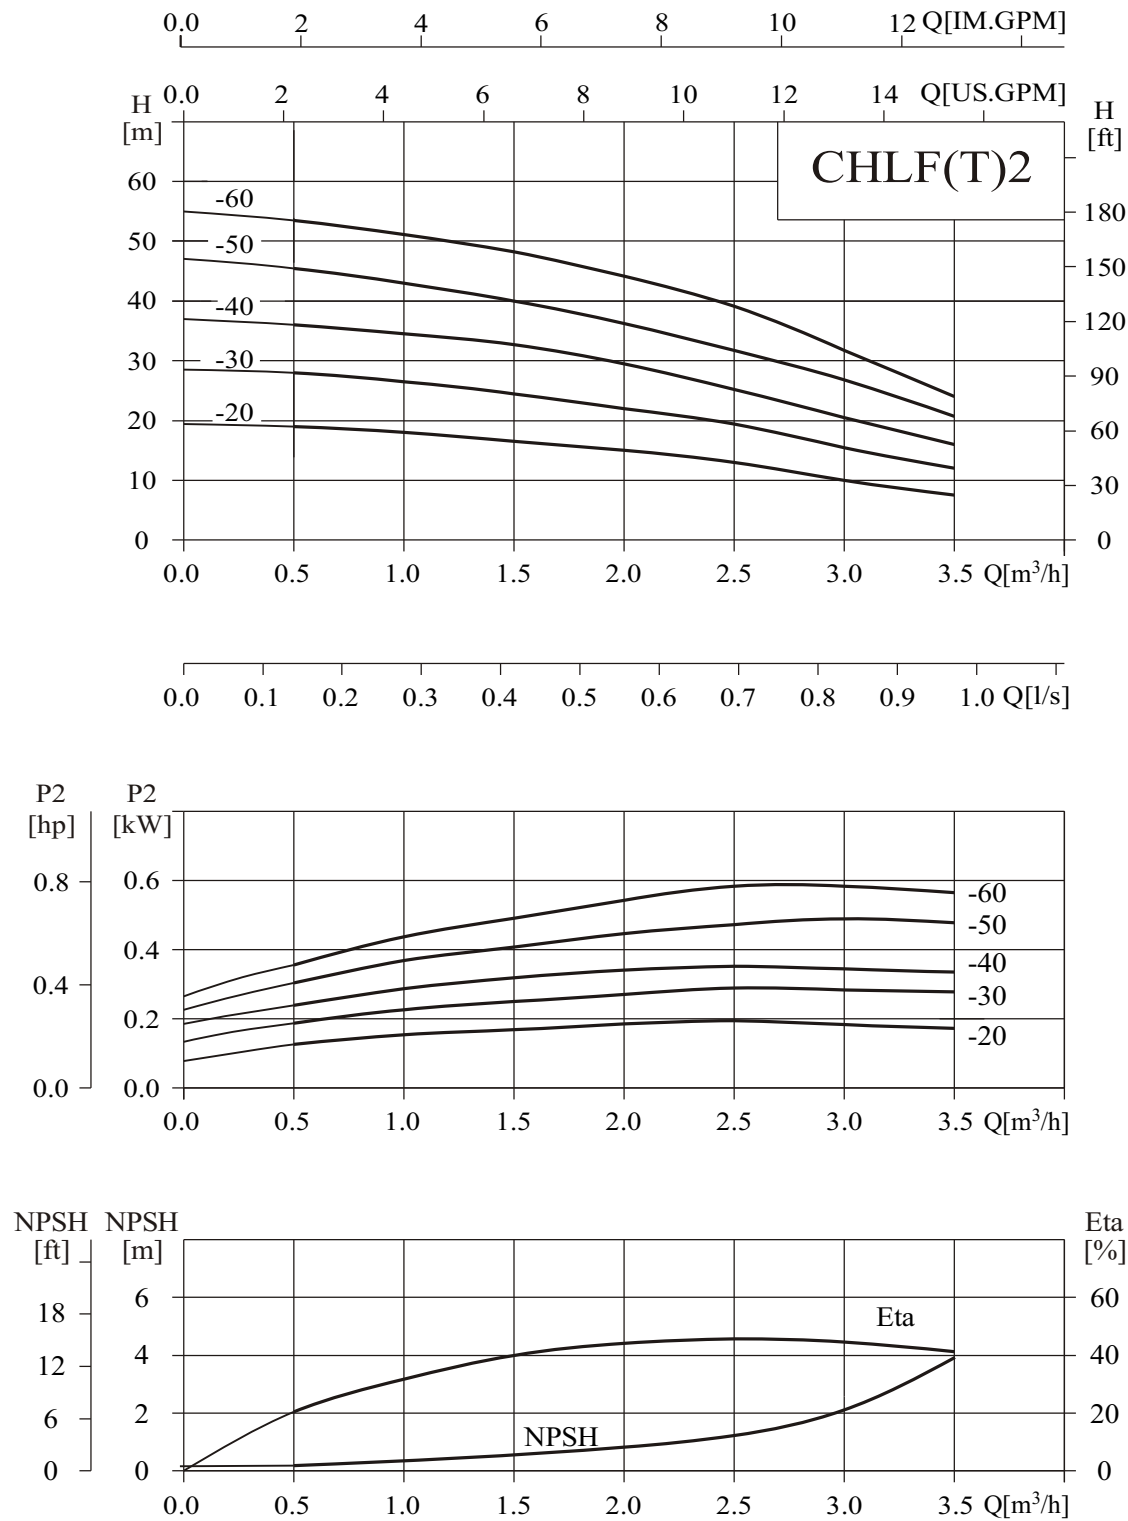 0.0 2 4 6 8 10 12 Q[IM.GPM]
0.0 2 4 6 8 10 12 14 Q[US.GPM]
H
[m]
H
[ft]
CHLF(T)2
60
50
40
30
20
10
0
-60
-50
-40
-30
-20
180
150
120
90
60
30
0
0.0 0.5 1.0 1.5 2.0 2.5 3.0 3.5 Q[m³/h]
0.0 0.1 0.2 0.3 0.4 0.5 0.6 0.7 0.8 0.9 1.0 Q[l/s]
P2
[hp]
P2
[kW]
0.8
0.4
0.0
0.6
0.4
0.2
0.0
-60
-50
-40
-30
-20
0.0 0.5 1.0 1.5 2.0 2.5 3.0 3.5 Q[m³/h]
NPSH
[ft]
NPSH
[m]
Eta
[%]
18
12
6
0
6
4
2
0
Eta
NPSH
60
40
20
0
0.0 0.5 1.0 1.5 2.0 2.5 3.0 3.5 Q[m³/h]